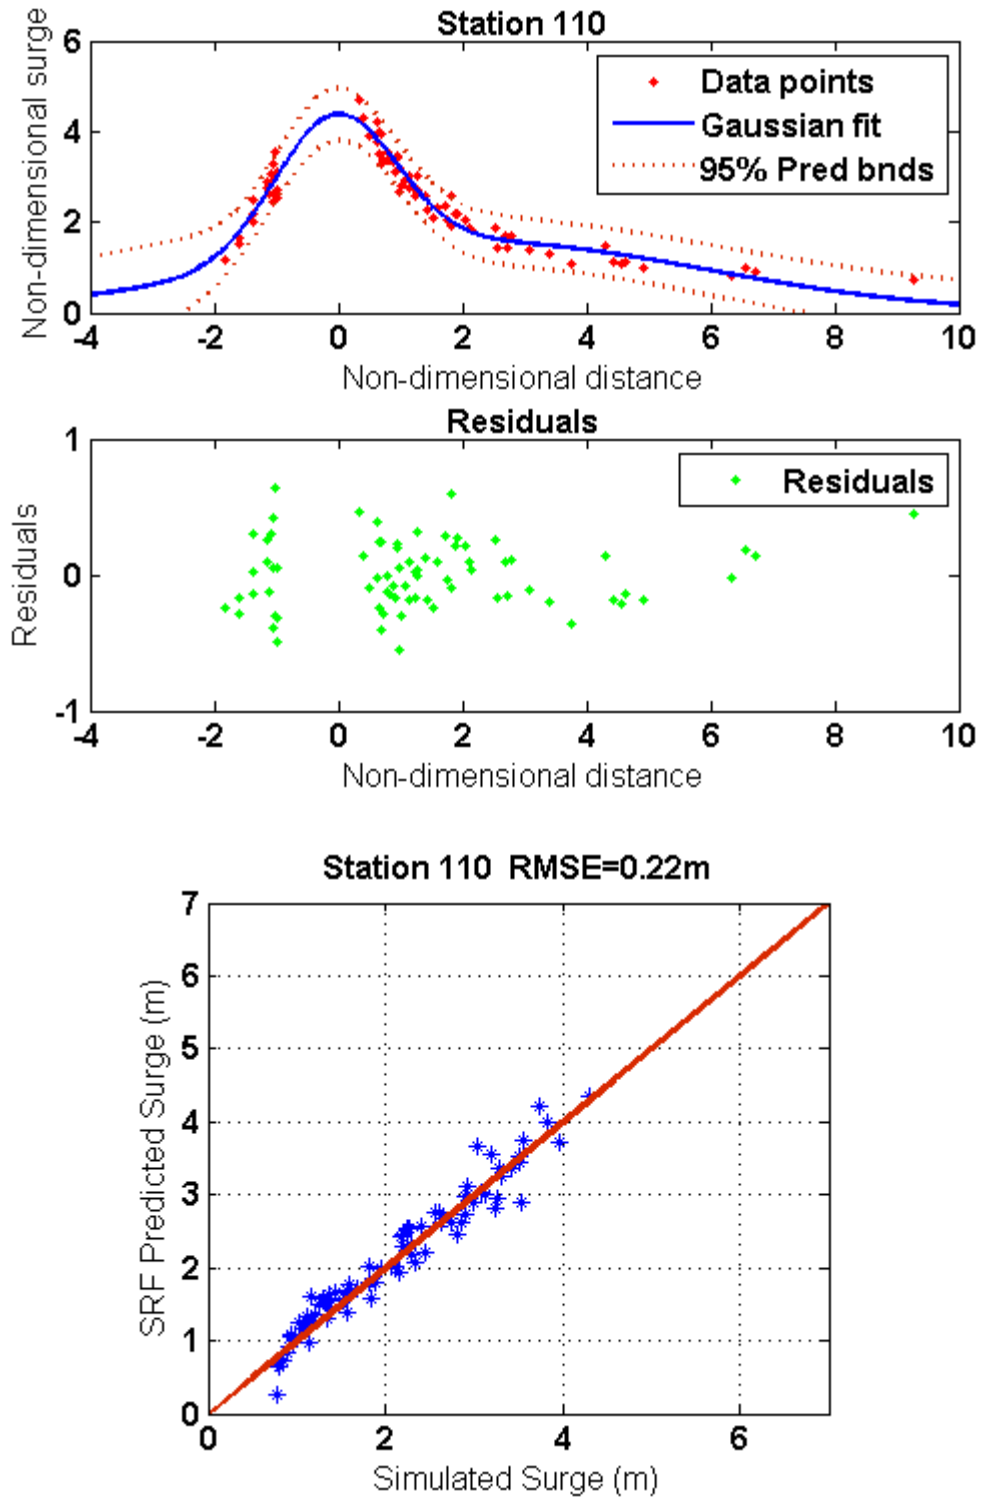 Station 110
Non-dimensional surge
6
4
2
0
Data points
Gaussian fit
95% Pred bnds
-4 -2 0 2 4 6 8 10
Non-dimensional distance
Residuals
Residuals
1
0
-1
Residuals
-4 -2 0 2 4 6 8 10
Non-dimensional distance
Station 110 RMSE=0.22m
SRF Predicted Surge (m)
7
6
5
4
3
2
1
0
0 2 4 6
Simulated Surge (m)